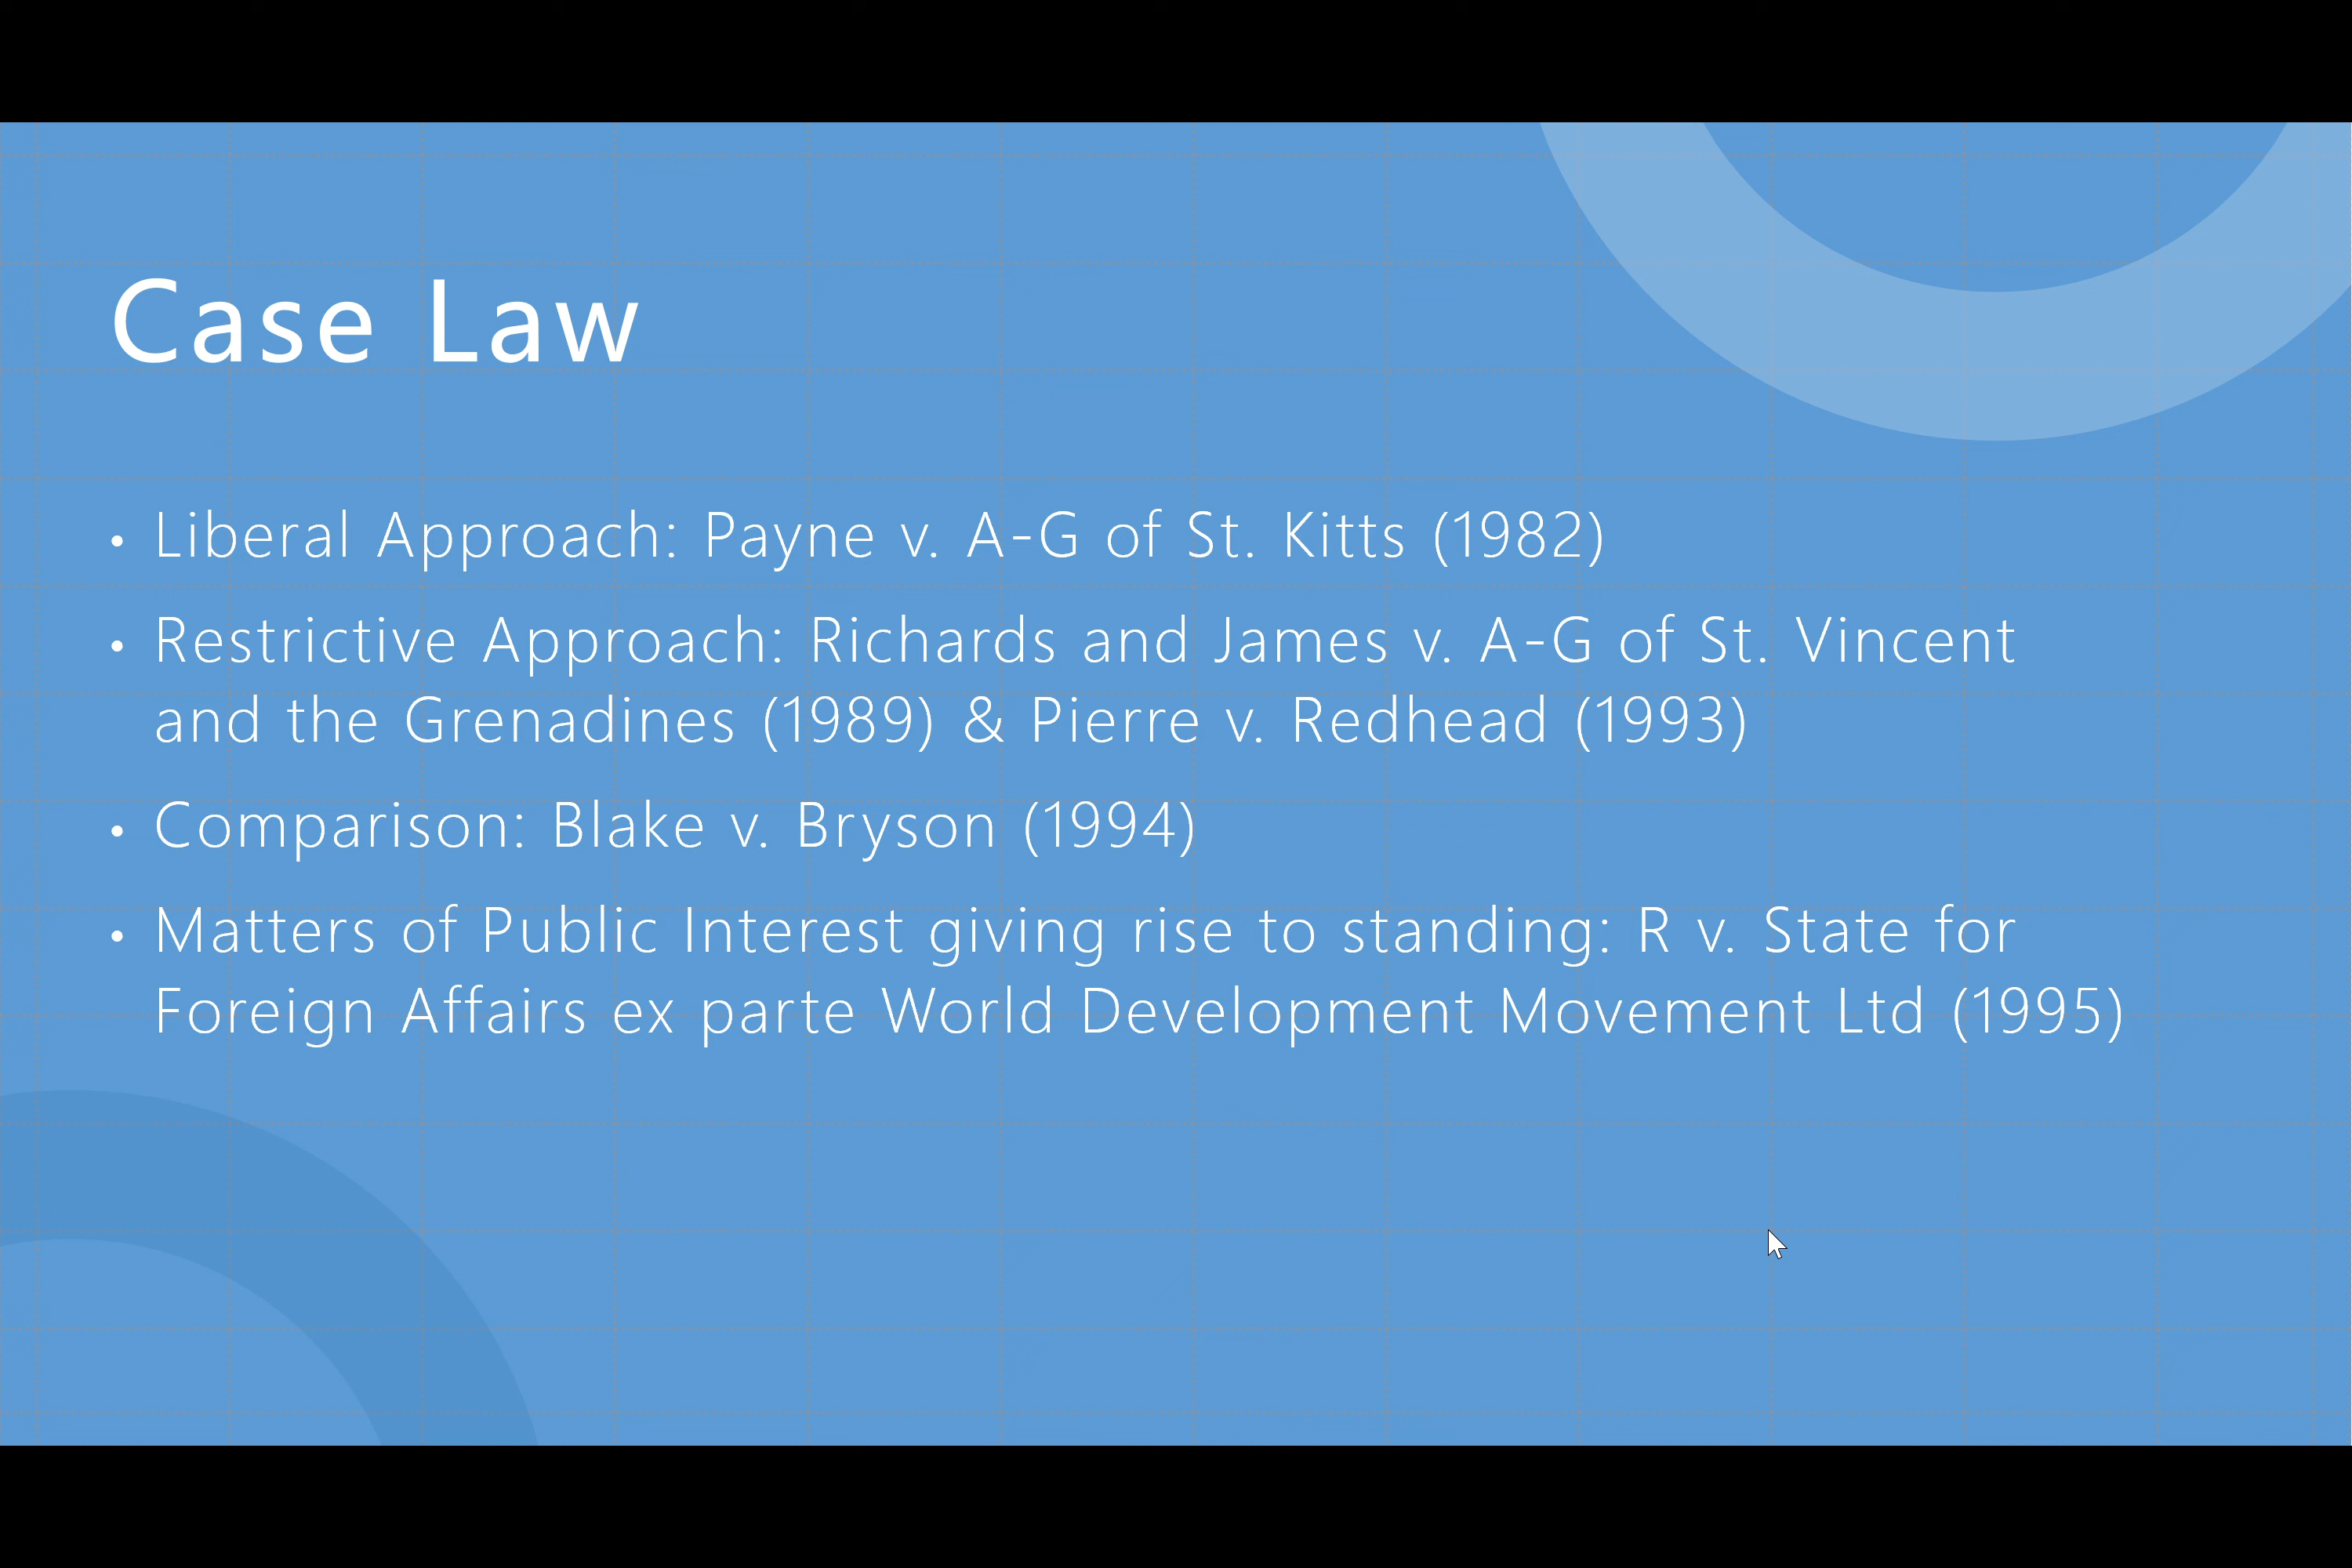 Case Law
• Liberal Approach: Payne v. A-G of St. Kitts (1982)
• Restrictive Approach: Richards and James v. A-G of St. Vincent
and the Grenadines (1989) & Pierre v. Redhead (1993)
• Comparison: Blake v. Bryson (1994)
• Matters of Public Interest giving rise to standing: R v. State for
Foreign Affairs ex parte World Development Movement Ltd (1995)